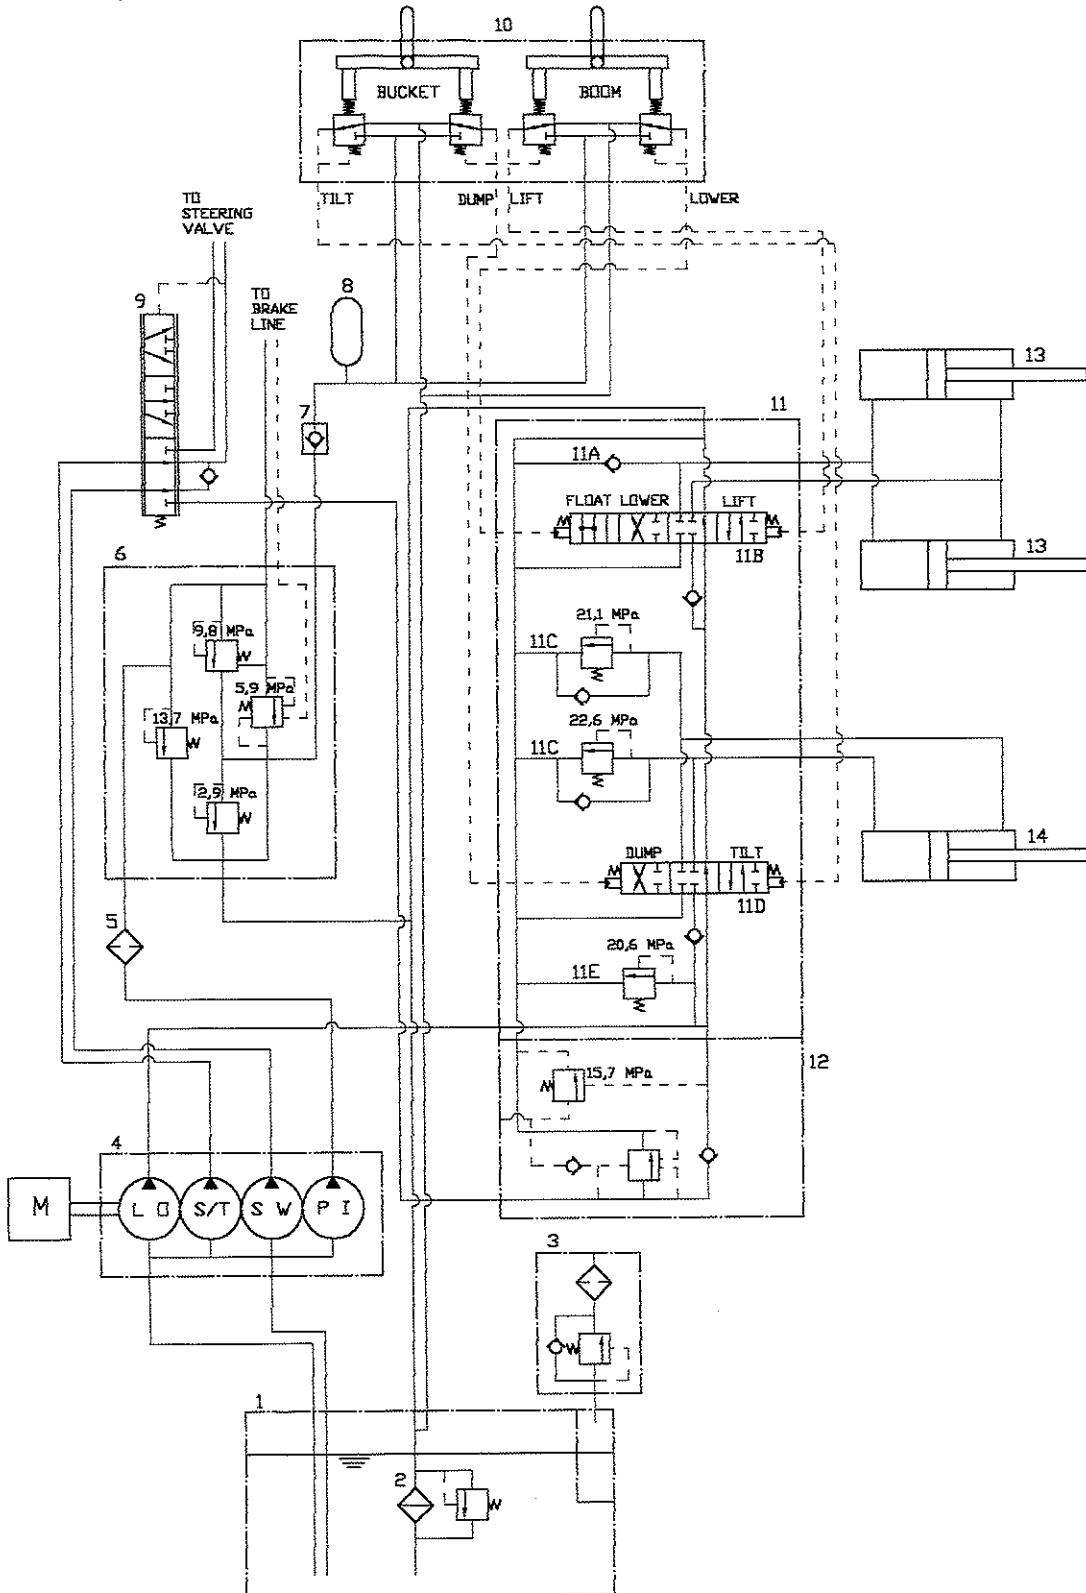 10
BUCKET
BOOM
TILT
DUMP
LIFT
LOWER
TO
STEERING
VALVE
TO
BRAKE
LINE
9
8
7
13
11
11A
FLOAT LOWER
LIFT
11B
13
6
9,8 MPa
5,9 MPa
13,7 MPa
2,9 MPa
21,1 MPa
11C
22,6 MPa
11C
DUMP
TILT
11D
14
5
20,6 MPa
11E
12
15,7 MPa
4
M
L O
S/T
S W
P I
3
1
2